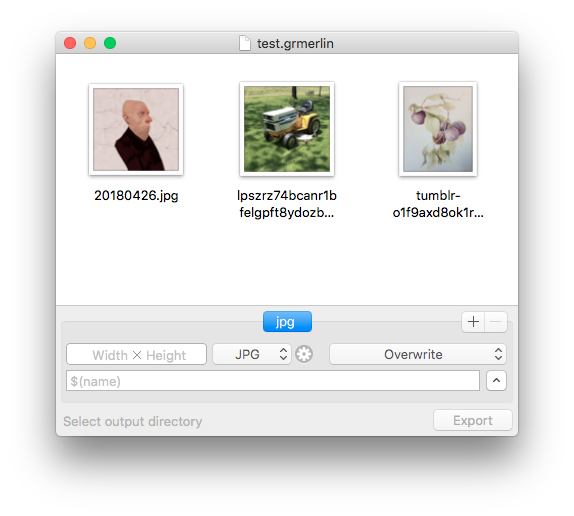 test.grmerlin
20180426.jpg
lpszrz74bcanr1b
felgpft8ydozb...
tumblr-
o1f9axd8ok1r...
jpg
Width × Height
JPG
Overwrite
$(name)
Select output directory
Export